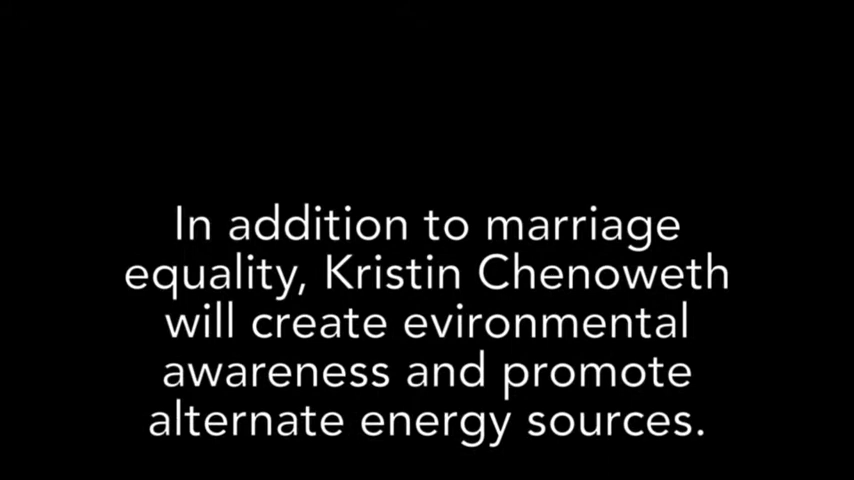 In addition to marriage
equality, Kristin Chenoweth
will create evironmental
awareness and promote
alternate energy sources.